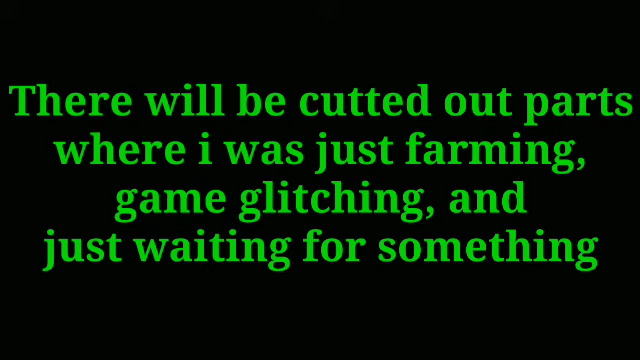 There will be cutted out parts
where i was just farming,
game glitching, and
just waiting for something